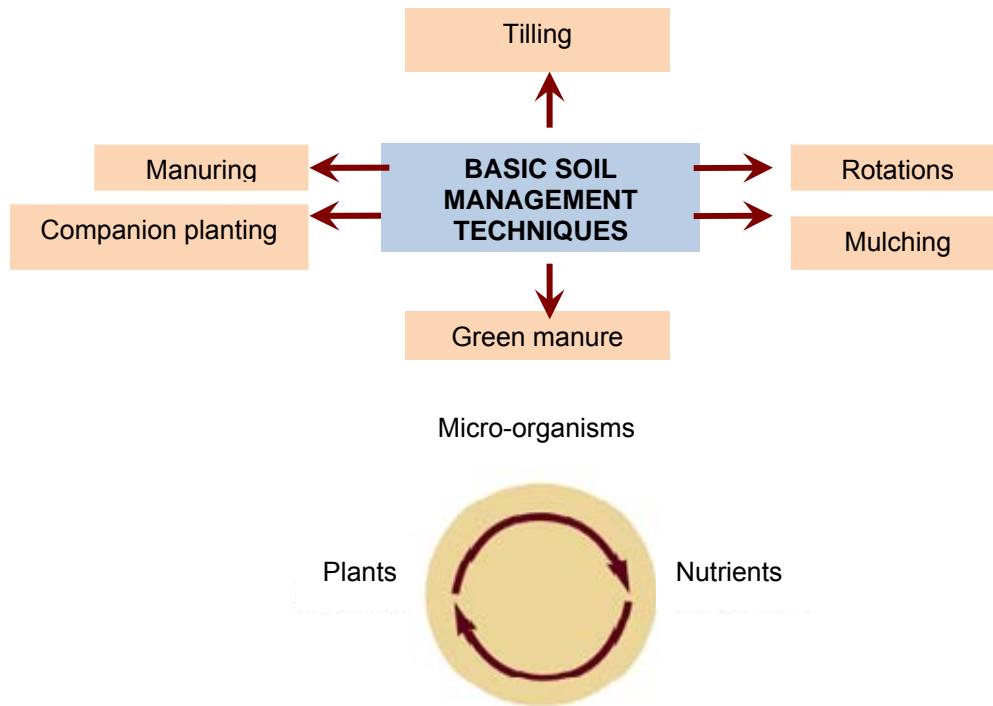 Tilling
Manuring
BASIC SOIL
MANAGEMENT
TECHNIQUES
Rotations
Companion planting
Mulching
Green manure
Micro-organisms
Plants
Nutrients